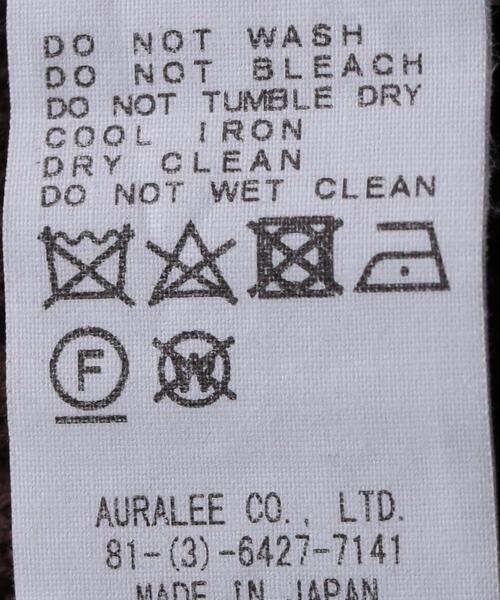 DO NOT WASH
DO NOT BLEACH
DO NOT TUMBLE DRY
COOL IRON
DRY CLEAN
DO NOT WET CLEAN
F W
AURALEE CO., LTD.
81-(3)-6427-7141
MADE IN JAPAN